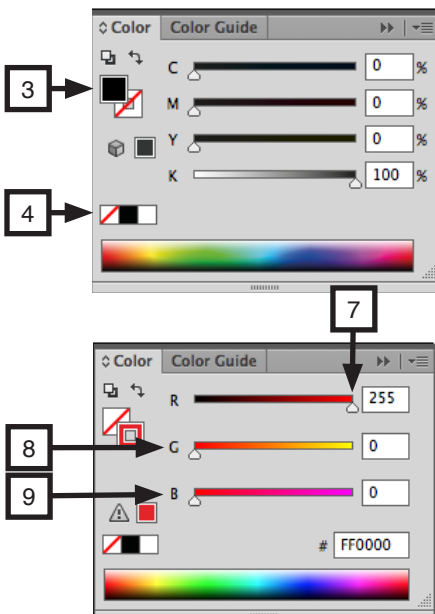 Color Color Guide
3
C 0 %
M 0 %
Y 0 %
K 100 %
4
7
Color Color Guide
R 255
8
G 0
9
B 0
# FF0000